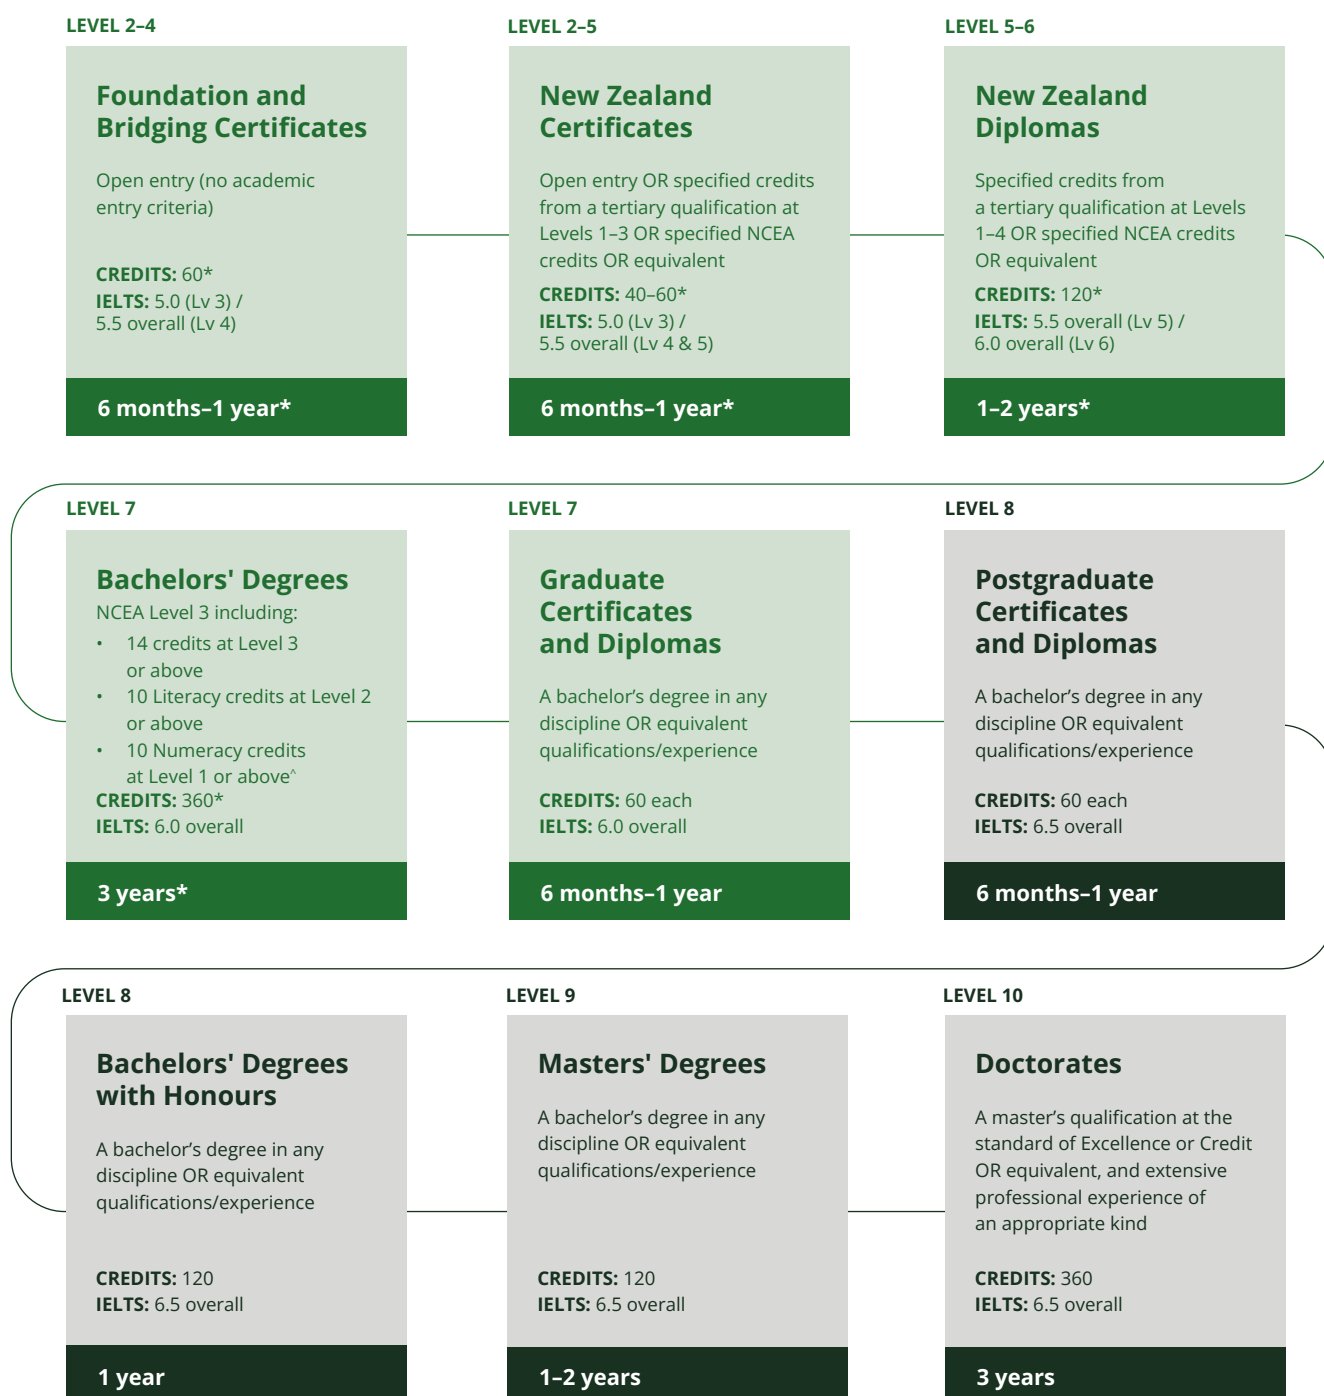 LEVEL 2–4
Foundation and
Bridging Certificates
Open entry (no academic
entry criteria)
CREDITS: 60*
IELTS: 5.0 (Lv 3) /
5.5 overall (Lv 4)
6 months–1 year*
LEVEL 2–5
New Zealand
Certificates
Open entry OR specified credits
from a tertiary qualification at
Levels 1–3 OR specified NCEA
credits OR equivalent
CREDITS: 40–60*
IELTS: 5.0 (Lv 3) /
5.5 overall (Lv 4 & 5)
6 months–1 year*
LEVEL 5–6
New Zealand
Diplomas
Specified credits from
a tertiary qualification at Levels
1–4 OR specified NCEA credits
OR equivalent
CREDITS: 120*
IELTS: 5.5 overall (Lv 5) /
6.0 overall (Lv 6)
1–2 years*
LEVEL 7
Bachelors' Degrees
NCEA Level 3 including:
• 14 credits at Level 3
or above
• 10 Literacy credits at Level 2
or above
• 10 Numeracy credits
at Level 1 or above^
CREDITS: 360*
IELTS: 6.0 overall
3 years*
LEVEL 7
Graduate
Certificates
and Diplomas
A bachelor’s degree in any
discipline OR equivalent
qualifications/experience
CREDITS: 60 each
IELTS: 6.0 overall
6 months–1 year
LEVEL 8
Postgraduate
Certificates
and Diplomas
A bachelor’s degree in any
discipline OR equivalent
qualifications/experience
CREDITS: 60 each
IELTS: 6.5 overall
6 months–1 year
LEVEL 8
Bachelors' Degrees
with Honours
A bachelor’s degree in any
discipline OR equivalent
qualifications/experience
CREDITS: 120
IELTS: 6.5 overall
1 year
LEVEL 9
Masters' Degrees
A bachelor’s degree in any
discipline OR equivalent
qualifications/experience
CREDITS: 120
IELTS: 6.5 overall
1–2 years
LEVEL 10
Doctorates
A master’s qualification at the
standard of Excellence or Credit
OR equivalent, and extensive
professional experience of
an appropriate kind
CREDITS: 360
IELTS: 6.5 overall
3 years